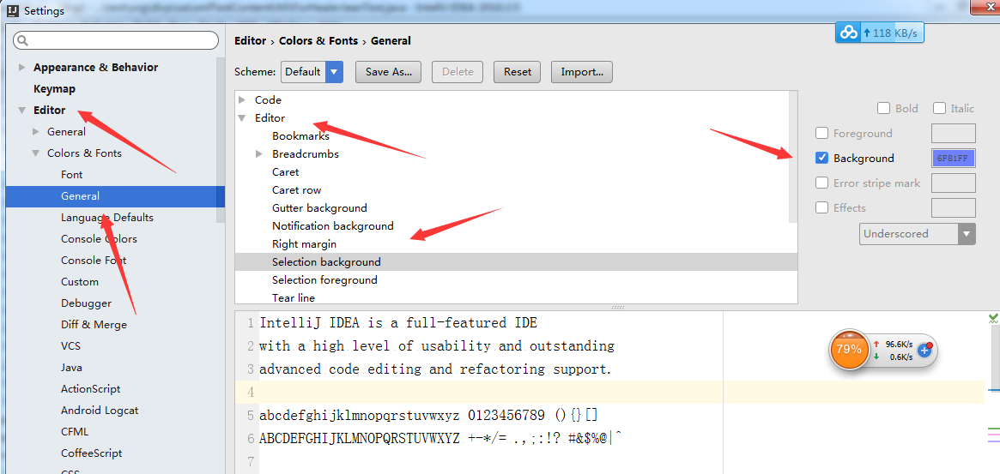 Settings
118 KB/s
Editor › Colors & Fonts › General
Scheme: Default Save As... Delete Reset Import...
Appearance & Behavior
Keymap
Editor
General
Colors & Fonts
Font
General
Language Defaults
Console Colors
Console Font
Custom
Debugger
Diff & Merge
VCS
Java
ActionScript
Android Logcat
CFML
CoffeeScript
CSS
Code
Editor
Bookmarks
Breadcrumbs
Caret
Caret row
Gutter background
Notification background
Right margin
Selection background
Selection foreground
Tear line
Bold Italic
Foreground
Background 6F81FF
Error stripe mark
Effects
Underscored
1 IntelliJ IDEA is a full-featured IDE
2 with a high level of usability and outstanding
3 advanced code editing and refactoring support.
4
5 abcdefghijklmnopqrstuvwxyz 0123456789 (){}[]
6 ABCDEFGHIJKLMNOPQRSTUVWXYZ +-*/= .,;:!? #&$%@|^
7
79% 96.6K/s
0.6K/s